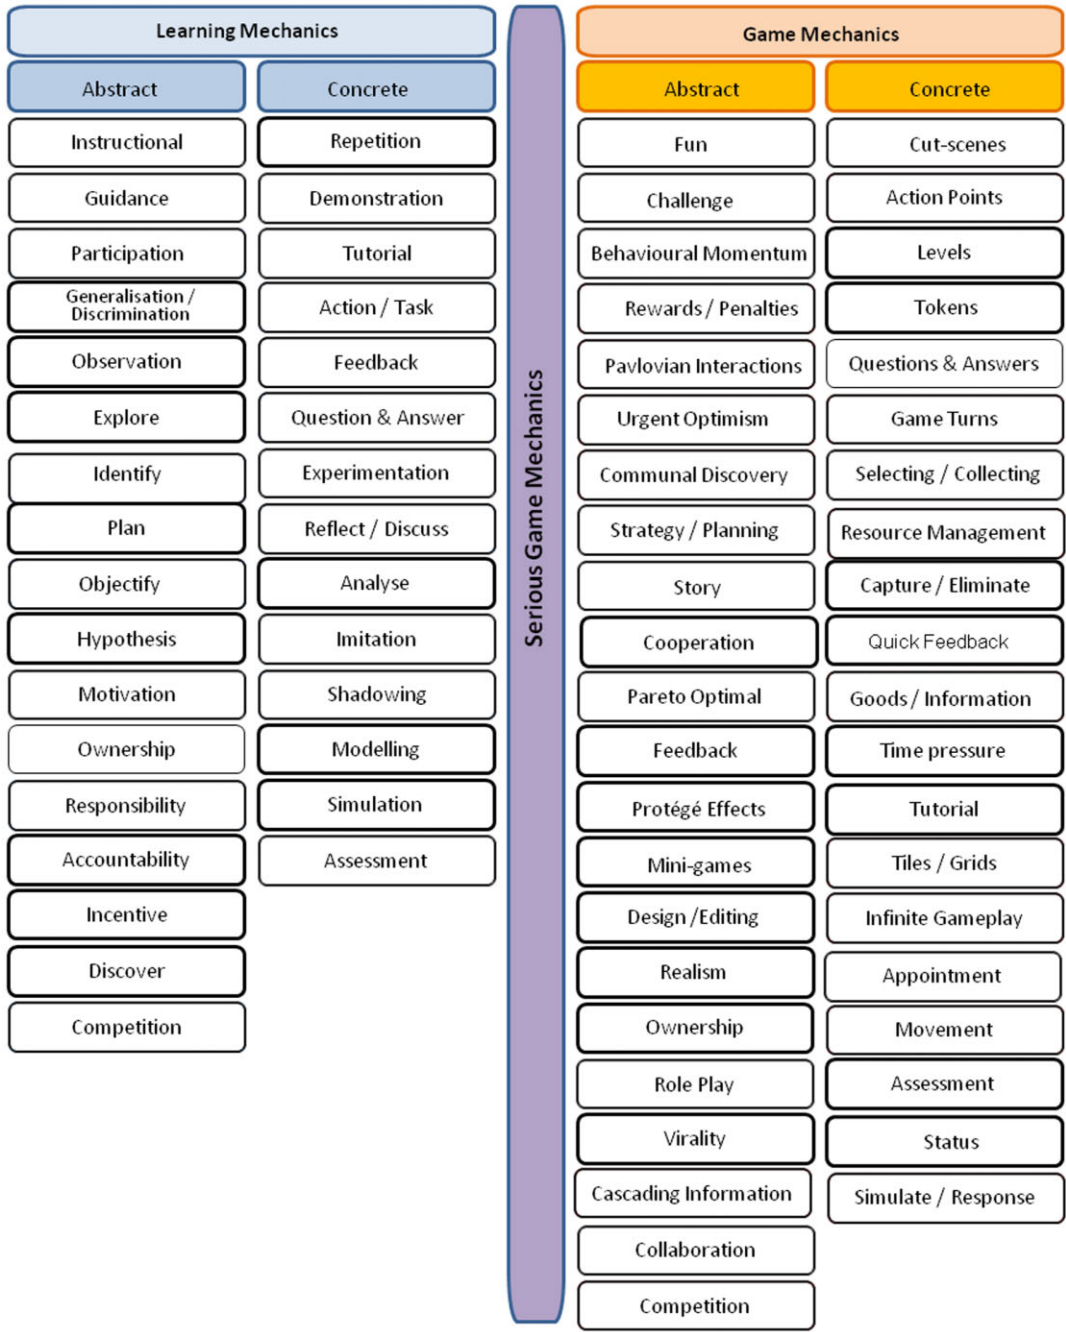 Learning Mechanics
Abstract
Concrete
Instructional
Guidance
Participation
Generalisation /
Discrimination
Observation
Explore
Identify
Plan
Objectify
Hypothesis
Motivation
Ownership
Responsibility
Accountability
Incentive
Discover
Competition
Repetition
Demonstration
Tutorial
Action / Task
Feedback
Question & Answer
Experimentation
Reflect / Discuss
Analyse
Imitation
Shadowing
Modelling
Simulation
Assessment
Serious Game Mechanics
Game Mechanics
Abstract
Concrete
Fun
Challenge
Behavioural Momentum
Rewards / Penalties
Pavlovian Interactions
Urgent Optimism
Communal Discovery
Strategy / Planning
Story
Cooperation
Pareto Optimal
Feedback
Protégé Effects
Mini-games
Design /Editing
Realism
Ownership
Role Play
Virality
Cascading Information
Collaboration
Competition
Cut-scenes
Action Points
Levels
Tokens
Questions & Answers
Game Turns
Selecting / Collecting
Resource Management
Capture / Eliminate
Quick Feedback
Goods / Information
Time pressure
Tutorial
Tiles / Grids
Infinite Gameplay
Appointment
Movement
Assessment
Status
Simulate / Response